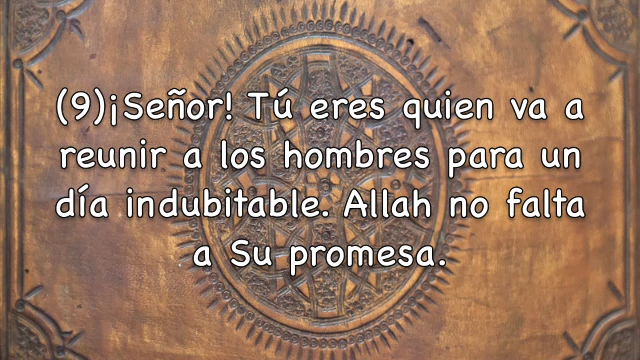 (9)¡Señor! Tú eres quien va a
reunir a los hombres para un
día indubitable. Allah no falta
a Su promesa.